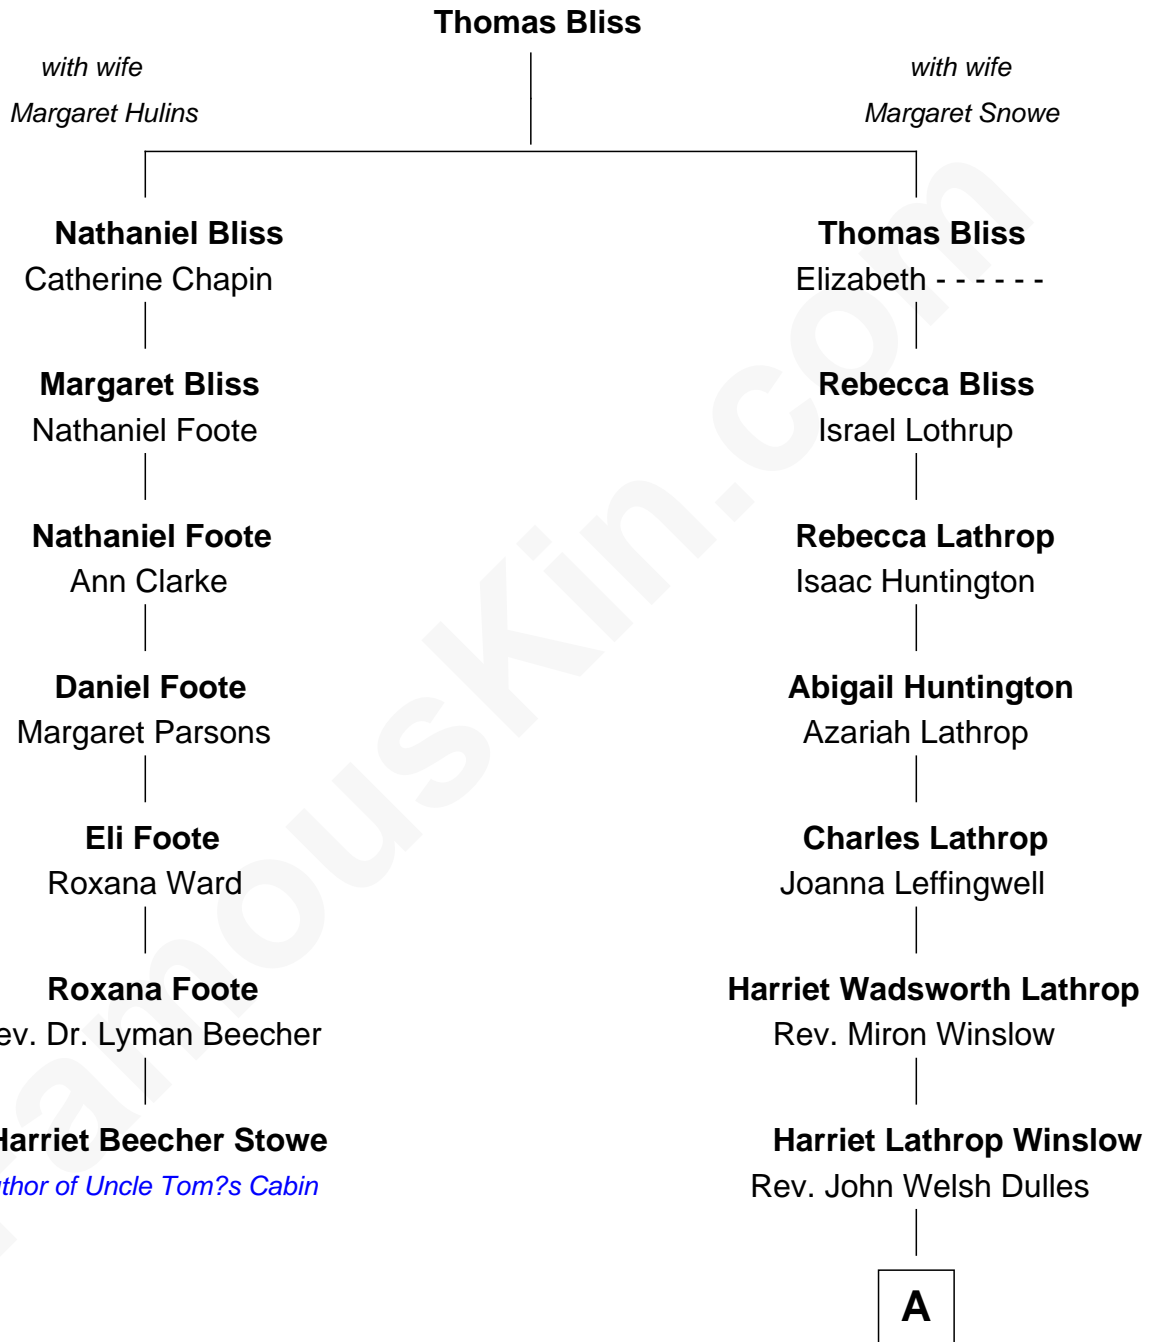 Thomas Bliss
with wife
Margaret Hulins
with wife
Margaret Snowe
Nathaniel Bliss
Catherine Chapin
Thomas Bliss
Elizabeth - - - - - -
Margaret Bliss
Nathaniel Foote
Rebecca Bliss
Israel Lothrup
Nathaniel Foote
Ann Clarke
Rebecca Lathrop
Isaac Huntington
Daniel Foote
Margaret Parsons
Abigail Huntington
Azariah Lathrop
Eli Foote
Roxana Ward
Charles Lathrop
Joanna Leffingwell
Roxana Foote
ev. Dr. Lyman Beecher
Harriet Wadsworth Lathrop
Rev. Miron Winslow
Harriet Beecher Stowe
thor of Uncle Tom?s Cabin
Harriet Lathrop Winslow
Rev. John Welsh Dulles
A
FamousKin.com